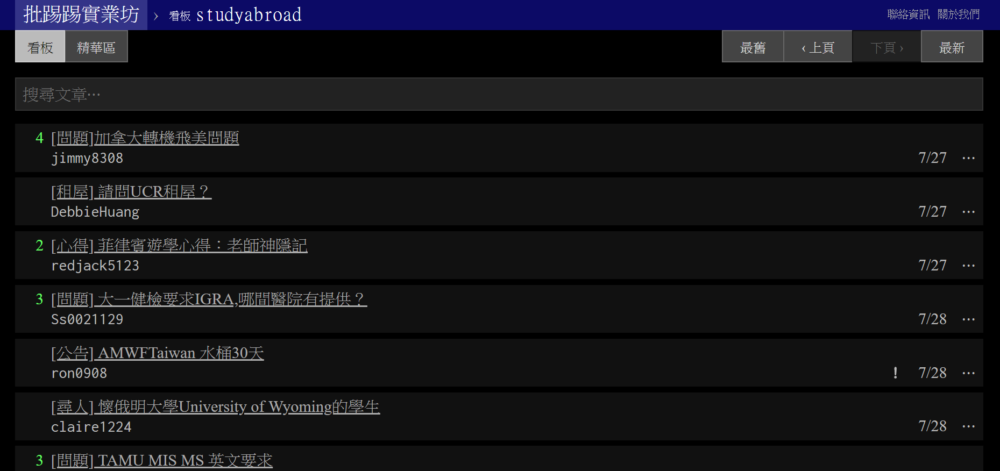 批踢踢實業坊 › 看板 studyabroad 聯絡資訊 關於我們
看板 精華區 最舊 ‹ 上頁 下頁 › 最新
搜尋文章⋯
4 [問題]加拿大轉機飛美問題
jimmy8308 7/27 ⋯
[租屋] 請問UCR租屋？
DebbieHuang 7/27 ⋯
2 [心得] 菲律賓遊學心得：老師神隱記
redjack5123 7/27 ⋯
3 [問題] 大一健檢要求IGRA,哪間醫院有提供？
Ss0021129 7/28 ⋯
[公告] AMWFTaiwan 水桶30天
ron0908 ! 7/28 ⋯
[尋人] 懷俄明大學University of Wyoming的學生
claire1224 7/28 ⋯
3 [問題] TAMU MIS MS 英文要求